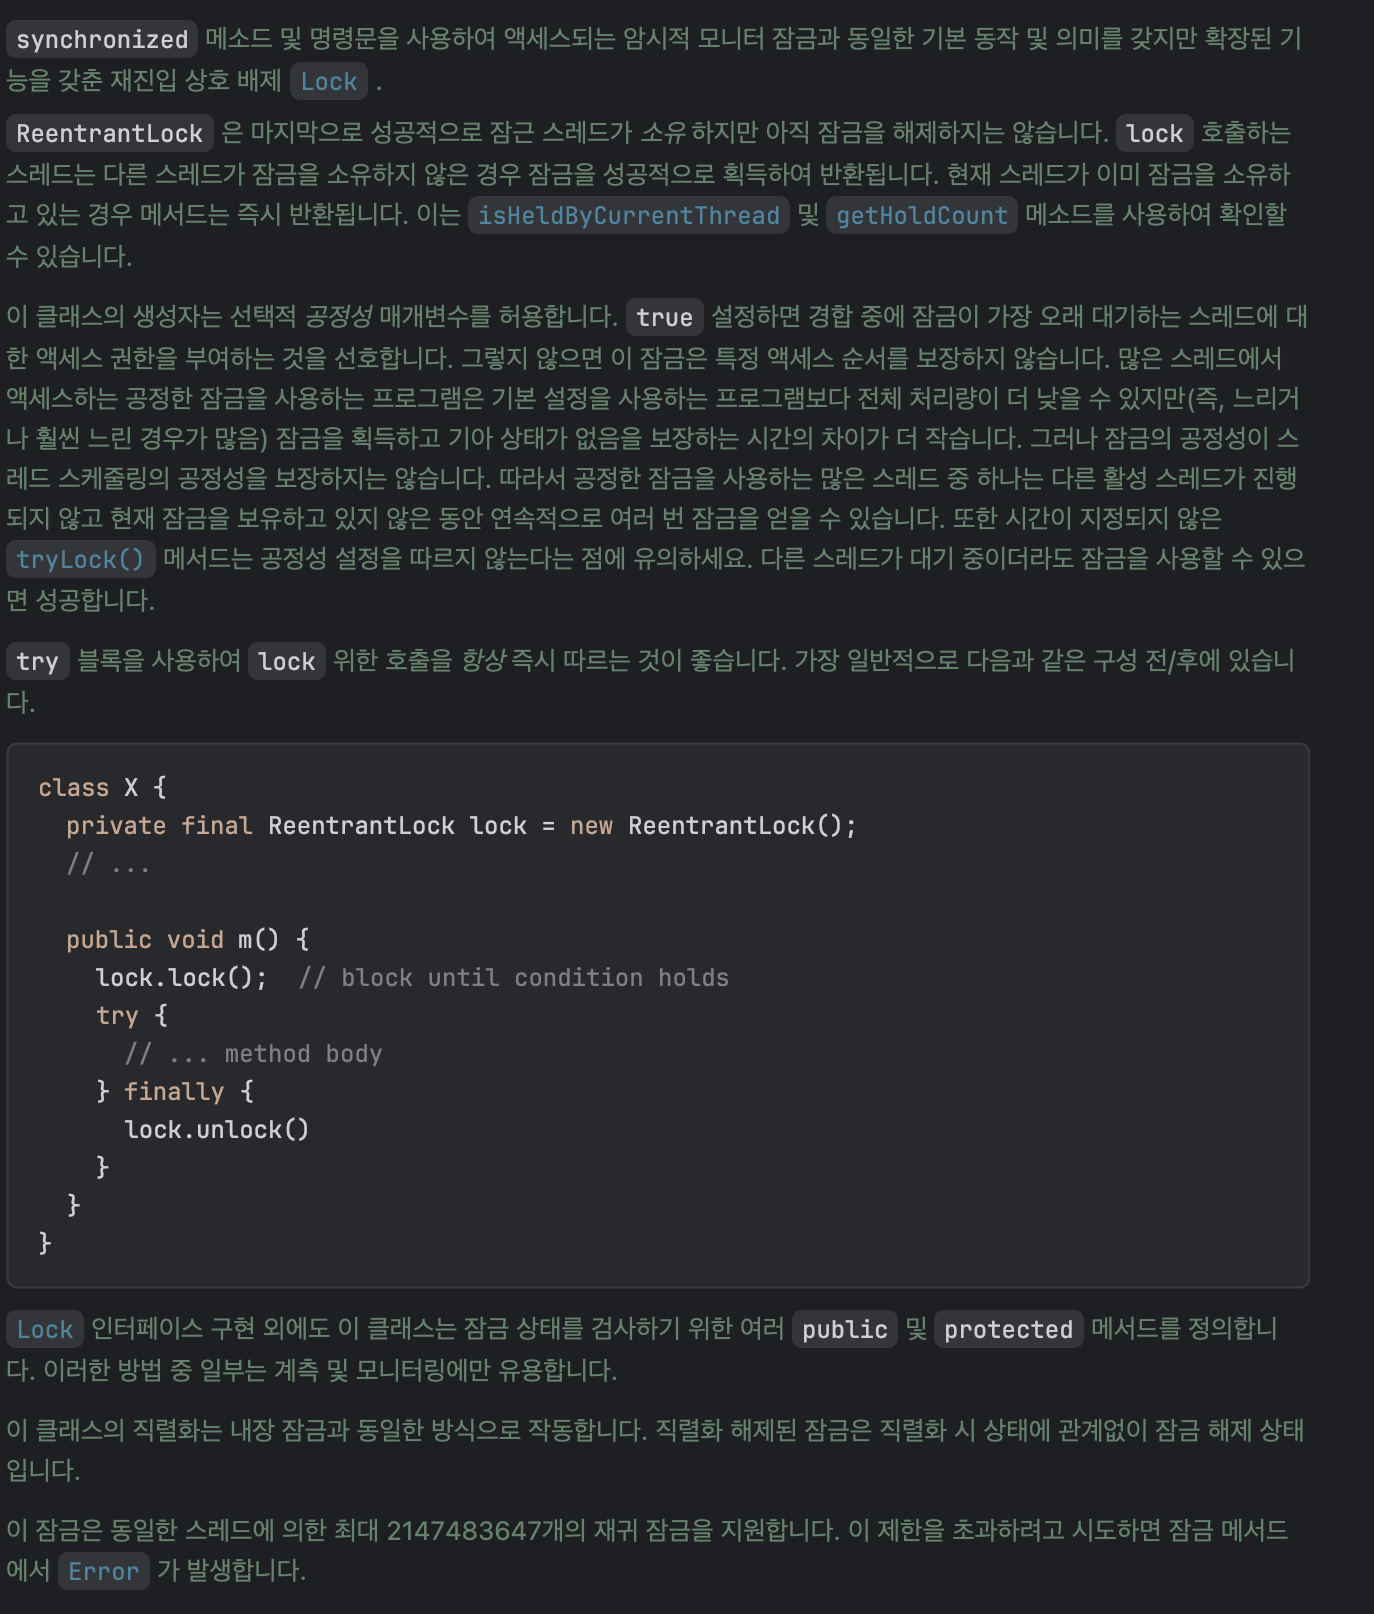 synchronized 메소드 및 명령문을 사용하여 액세스되는 암시적 모니터 잠금과 동일한 기본 동작 및 의미를 갖지만 확장된 기
능을 갖춘 재진입 상호 배제 Lock .
ReentrantLock 은 마지막으로 성공적으로 잠근 스레드가 소유 하지만 아직 잠금을 해제하지는 않습니다. lock 호출하는
스레드는 다른 스레드가 잠금을 소유하지 않은 경우 잠금을 성공적으로 획득하여 반환됩니다. 현재 스레드가 이미 잠금을 소유하
고 있는 경우 메서드는 즉시 반환됩니다. 이는 isHeldByCurrentThread 및 getHoldCount 메소드를 사용하여 확인할
수 있습니다.
이 클래스의 생성자는 선택적 공정성 매개변수를 허용합니다. true 설정하면 경합 중에 잠금이 가장 오래 대기하는 스레드에 대
한 액세스 권한을 부여하는 것을 선호합니다. 그렇지 않으면 이 잠금은 특정 액세스 순서를 보장하지 않습니다. 많은 스레드에서
액세스하는 공정한 잠금을 사용하는 프로그램은 기본 설정을 사용하는 프로그램보다 전체 처리량이 더 낮을 수 있지만(즉, 느리거
나 훨씬 느린 경우가 많음) 잠금을 획득하고 기아 상태가 없음을 보장하는 시간의 차이가 더 작습니다. 그러나 잠금의 공정성이 스
레드 스케줄링의 공정성을 보장하지는 않습니다. 따라서 공정한 잠금을 사용하는 많은 스레드 중 하나는 다른 활성 스레드가 진행
되지 않고 현재 잠금을 보유하고 있지 않은 동안 연속적으로 여러 번 잠금을 얻을 수 있습니다. 또한 시간이 지정되지 않은
tryLock() 메서드는 공정성 설정을 따르지 않는다는 점에 유의하세요. 다른 스레드가 대기 중이더라도 잠금을 사용할 수 있으
면 성공합니다.
try 블록을 사용하여 lock 위한 호출을 항상 즉시 따르는 것이 좋습니다. 가장 일반적으로 다음과 같은 구성 전/후에 있습니
다.
class X {
private final ReentrantLock lock = new ReentrantLock();
// ...
public void m() {
lock.lock();  // block until condition holds
try {
// ... method body
} finally {
lock.unlock()
}
}
}
Lock 인터페이스 구현 외에도 이 클래스는 잠금 상태를 검사하기 위한 여러 public 및 protected 메서드를 정의합니
다. 이러한 방법 중 일부는 계측 및 모니터링에만 유용합니다.
이 클래스의 직렬화는 내장 잠금과 동일한 방식으로 작동합니다. 직렬화 해제된 잠금은 직렬화 시 상태에 관계없이 잠금 해제 상태
입니다.
이 잠금은 동일한 스레드에 의한 최대 2147483647개의 재귀 잠금을 지원합니다. 이 제한을 초과하려고 시도하면 잠금 메서드
에서 Error 가 발생합니다.